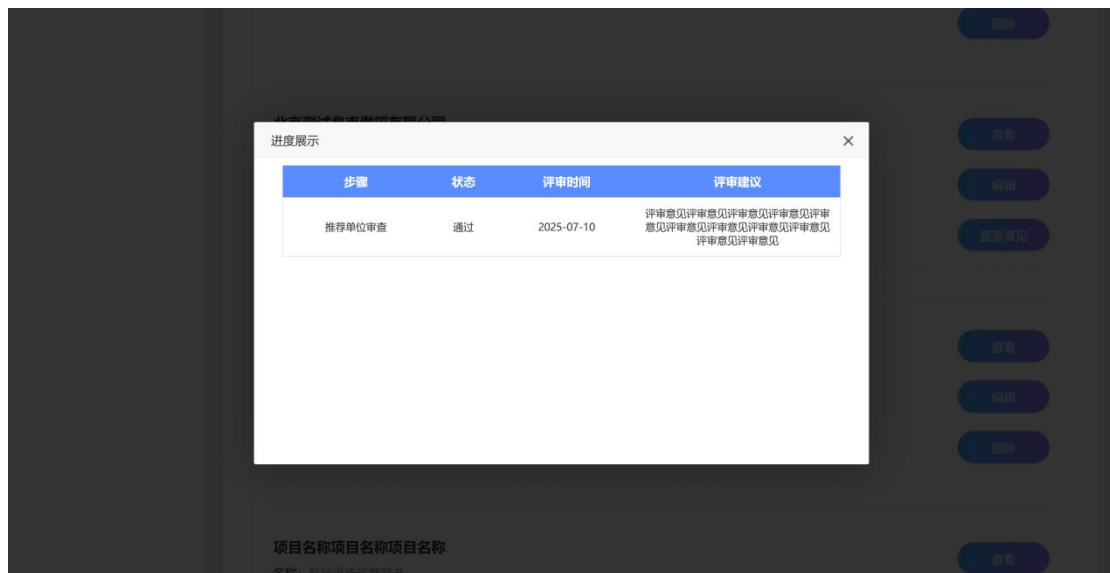 删除
查看
进度展示
编辑
步骤 状态 评审时间 评审建议
推荐单位审查 通过 2025-07-10 评审意见评审意见评审意见评审意见评审
意见评审意见评审意见评审意见评审意见
评审意见评审意见
查看意见
查看
编辑
删除
项目名称项目名称项目名称
查看